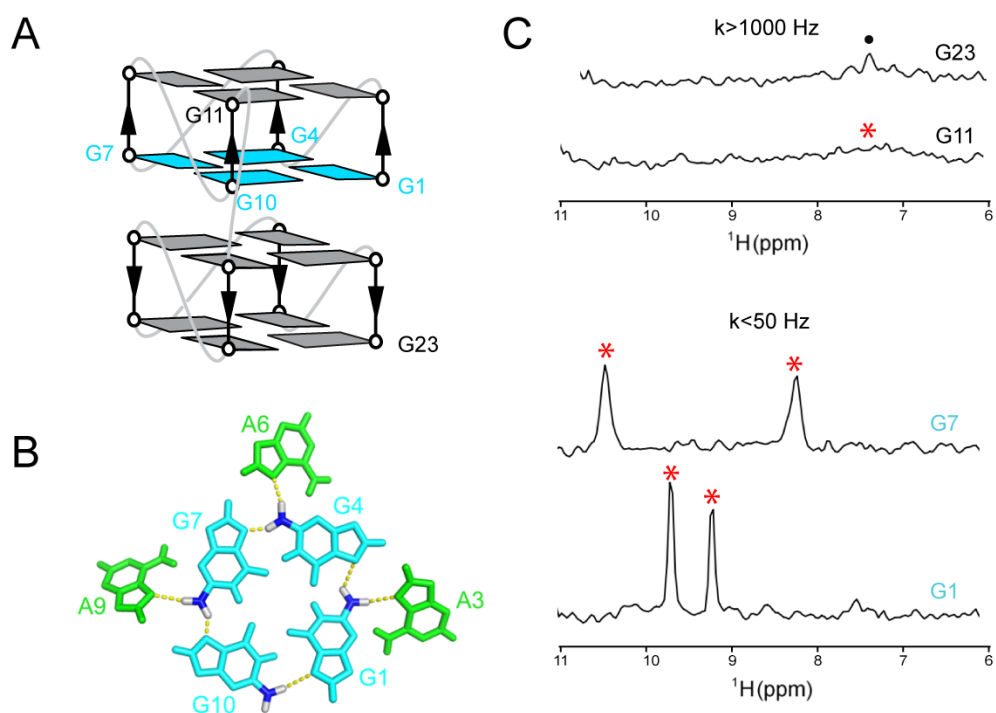 A
G11
G4
G7
G1
G10
G23
B
A6
G7
G4
A9
A3
G10
G1
C
k>1000 Hz
G23
G11
11 10 9 8 7 6
¹H(ppm)
k<50 Hz
G7
G1
11 10 9 8 7 6
¹H(ppm)